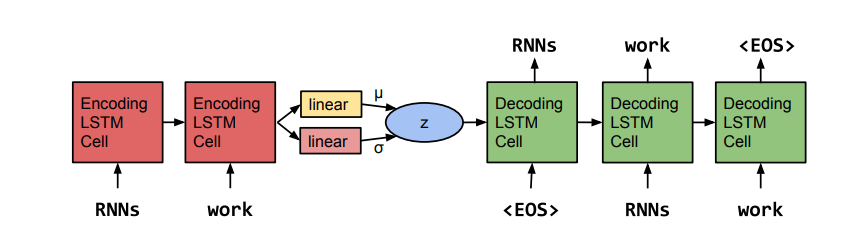 RNNs work <EOS>
Encoding LSTM Cell
Encoding LSTM Cell
linear
μ
linear
σ
z
Decoding LSTM Cell
Decoding LSTM Cell
Decoding LSTM Cell
RNNs work <EOS> RNNs work